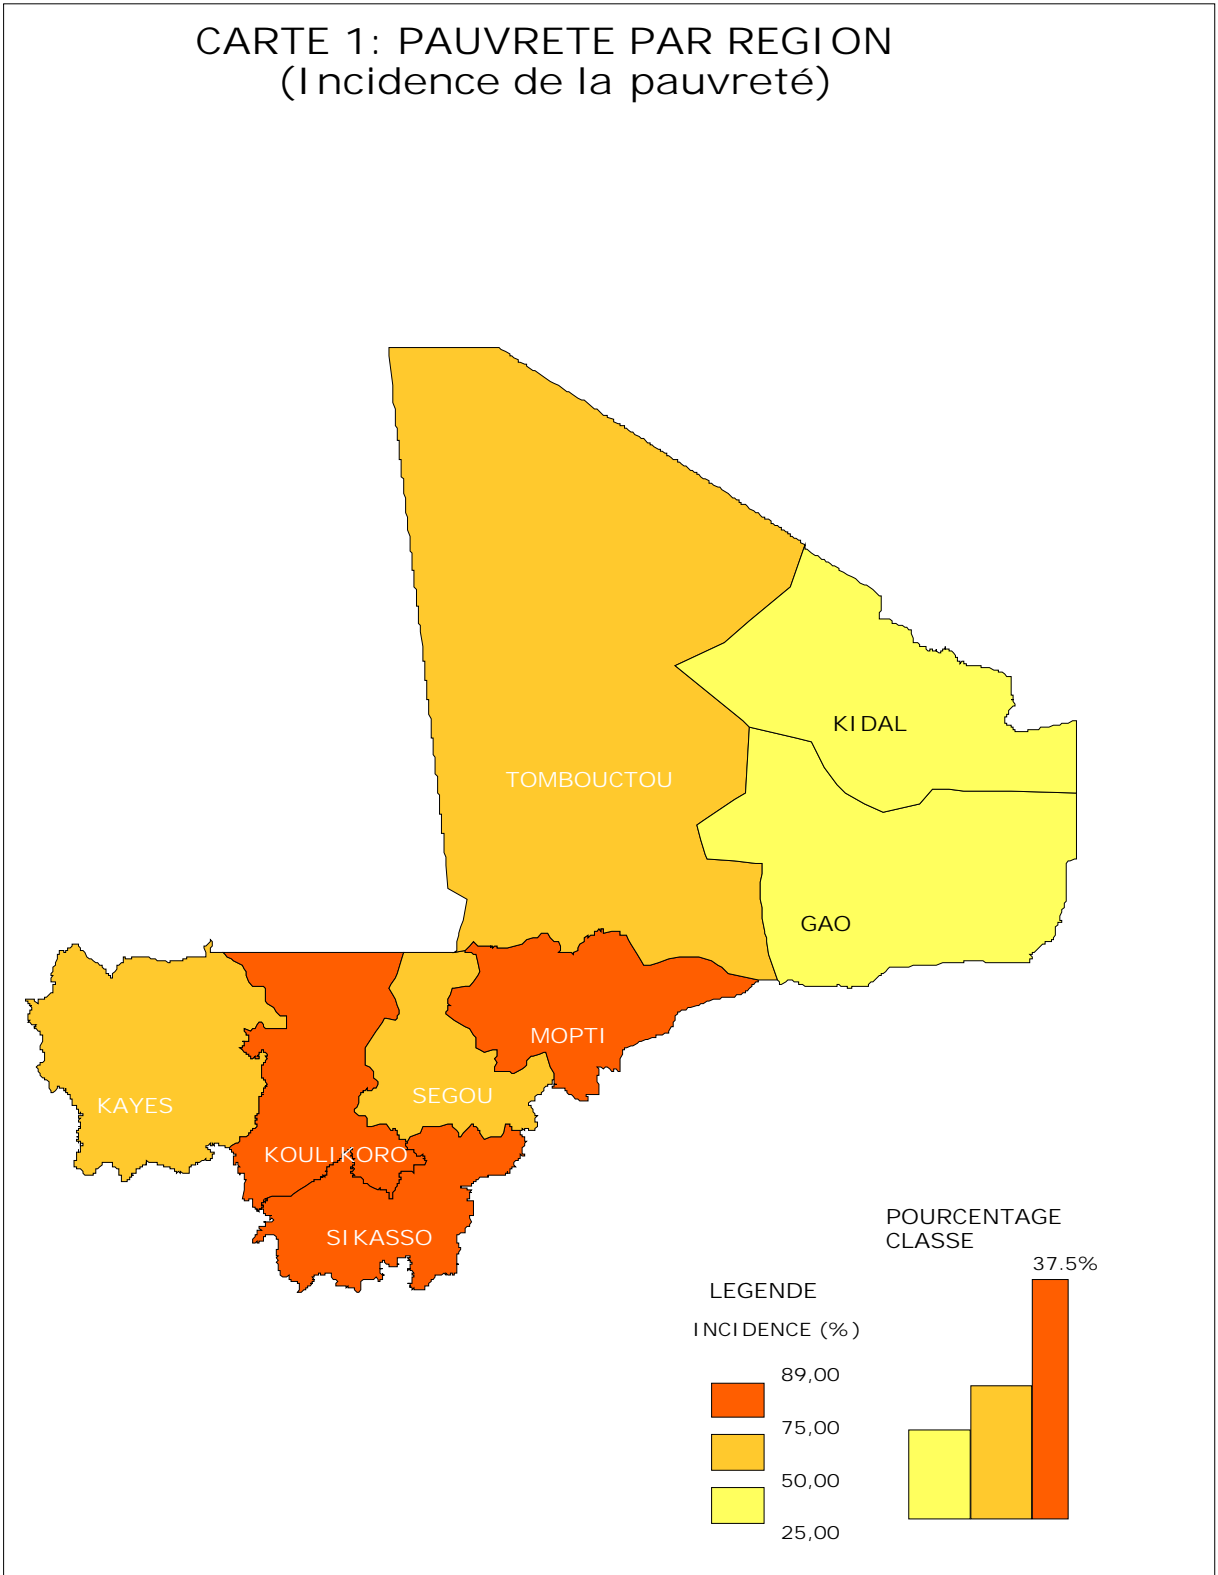 CARTE 1: PAUVRETE PAR REGION
(Incidence de la pauvreté)
KIDAL
TOMBOUCTOU
GAO
MOPTI
SEGOU
KAYES
KOULIKORO
SIKASSO
POURCENTAGE
CLASSE
37.5%
LEGENDE
INCIDENCE (%)
89,00
75,00
50,00
25,00